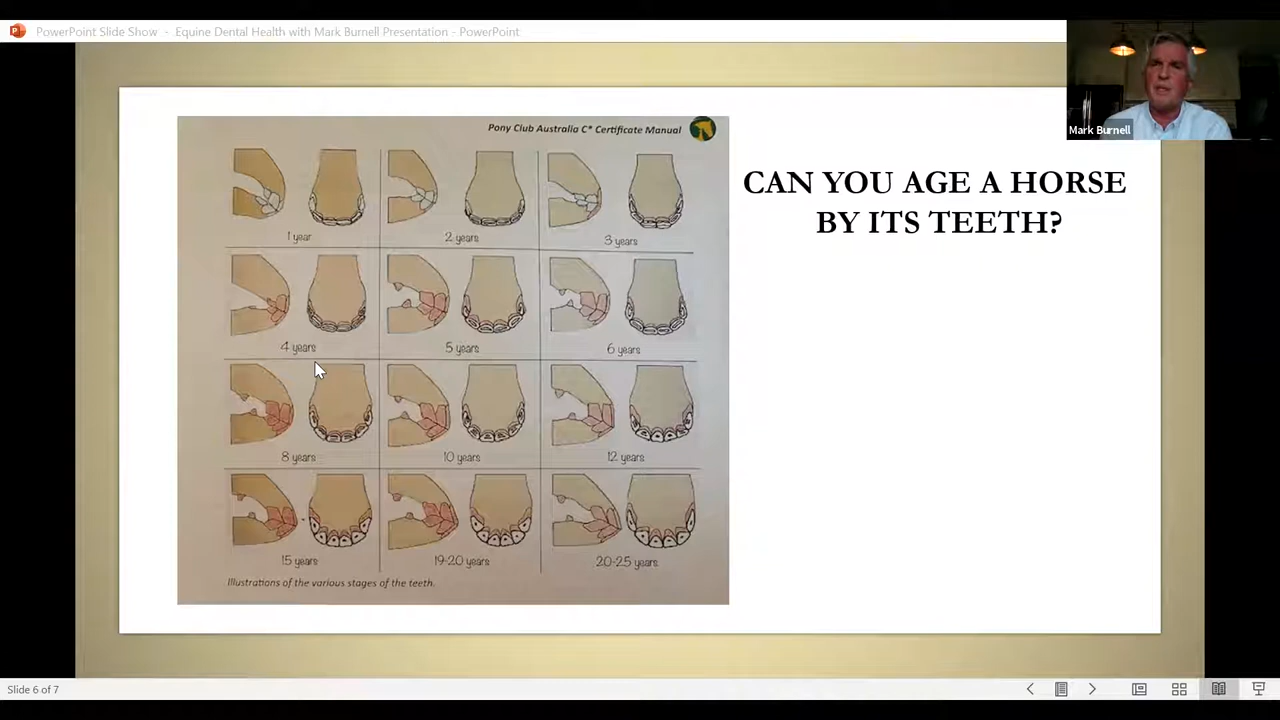 PowerPoint Slide Show - Equine Dental Health with Mark Burnell Presentation - PowerPoint
Mark Burnell
Pony Club Australia C* Certificate Manual
CAN YOU AGE A HORSE
BY ITS TEETH?
1 year
2 years
3 years
4 years
5 years
6 years
8 years
10 years
12 years
15 years
19-20 years
20-25 years
Illustrations of the various stages of the teeth.
Slide 6 of 7